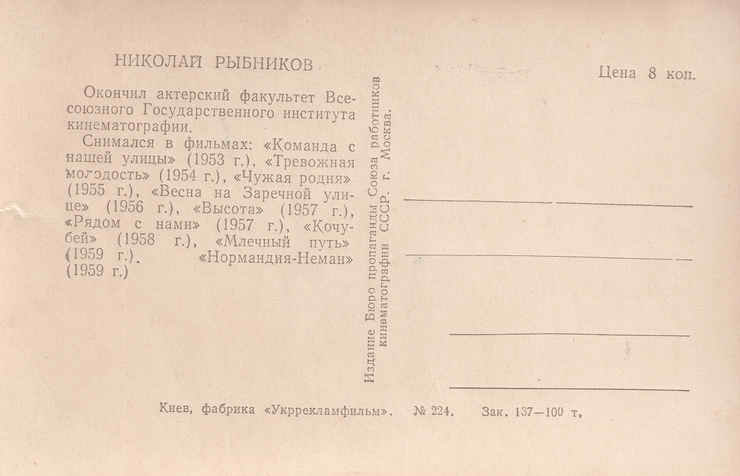 НИКОЛАЙ РЫБНИКОВ
Окончил актерский факультет Все-
союзного Государственного института
кинематографии.
Снимался в фильмах: «Команда с
нашей улицы» (1953 г.), «Тревожная
молодость» (1954 г.), «Чужая родня»
(1955 г.), «Весна на Заречной ули-
це» (1956 г.), «Высота» (1957 г.),
«Рядом с нами» (1957 г.), «Кочу-
бей» (1958 г.), «Млечный путь»
(1959 г.). «Нормандия-Неман»
(1959 г.)
Издание Бюро пропаганды Союза работников
кинематографии СССР. г. Москва.
Цена 8 коп.
Киев, фабрика «Укррекламфильм». № 224. Зак. 137—100 т.